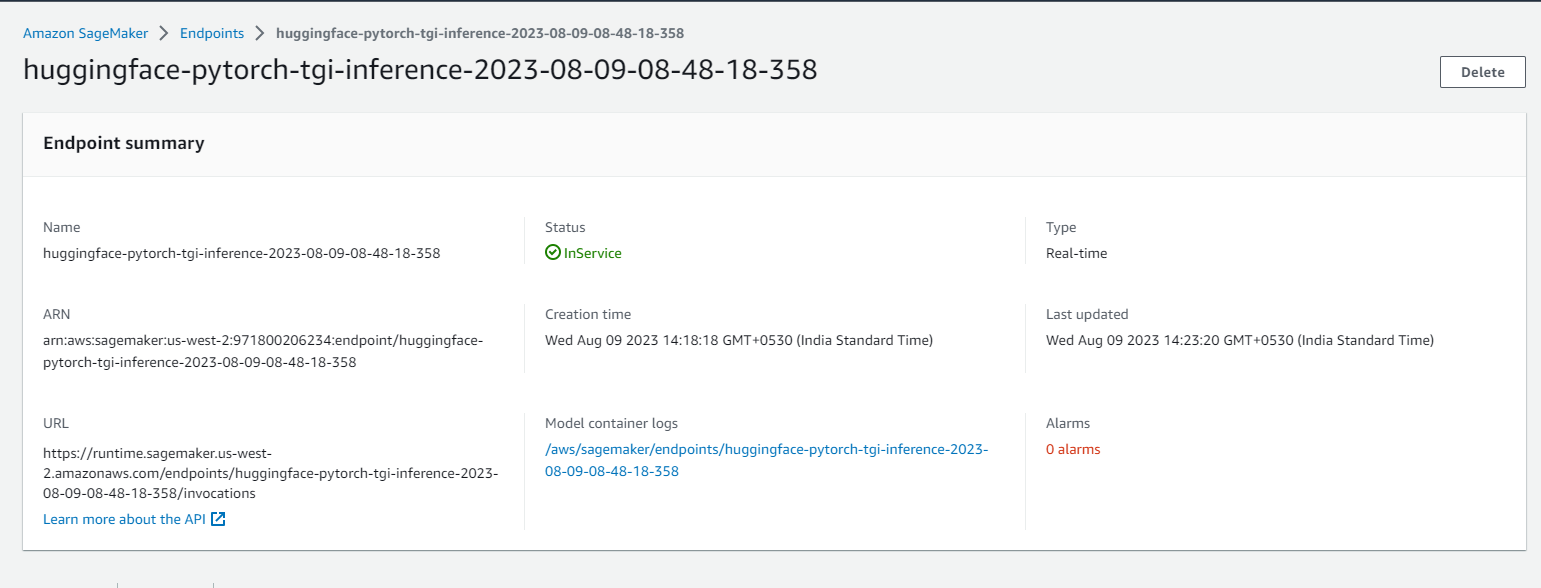 Amazon SageMaker > Endpoints > huggingface-pytorch-tgi-inference-2023-08-09-08-48-18-358
huggingface-pytorch-tgi-inference-2023-08-09-08-48-18-358
Delete
Endpoint summary
Name
huggingface-pytorch-tgi-inference-2023-08-09-08-48-18-358
Status
InService
Type
Real-time
ARN
arn:aws:sagemaker:us-west-2:971800206234:endpoint/huggingface-
pytorch-tgi-inference-2023-08-09-08-48-18-358
Creation time
Wed Aug 09 2023 14:18:18 GMT+0530 (India Standard Time)
Last updated
Wed Aug 09 2023 14:23:20 GMT+0530 (India Standard Time)
URL
https://runtime.sagemaker.us-west-
2.amazonaws.com/endpoints/huggingface-pytorch-tgi-inference-2023-
08-09-08-48-18-358/invocations
Learn more about the API
Model container logs
/aws/sagemaker/endpoints/huggingface-pytorch-tgi-inference-2023-
08-09-08-48-18-358
Alarms
0 alarms